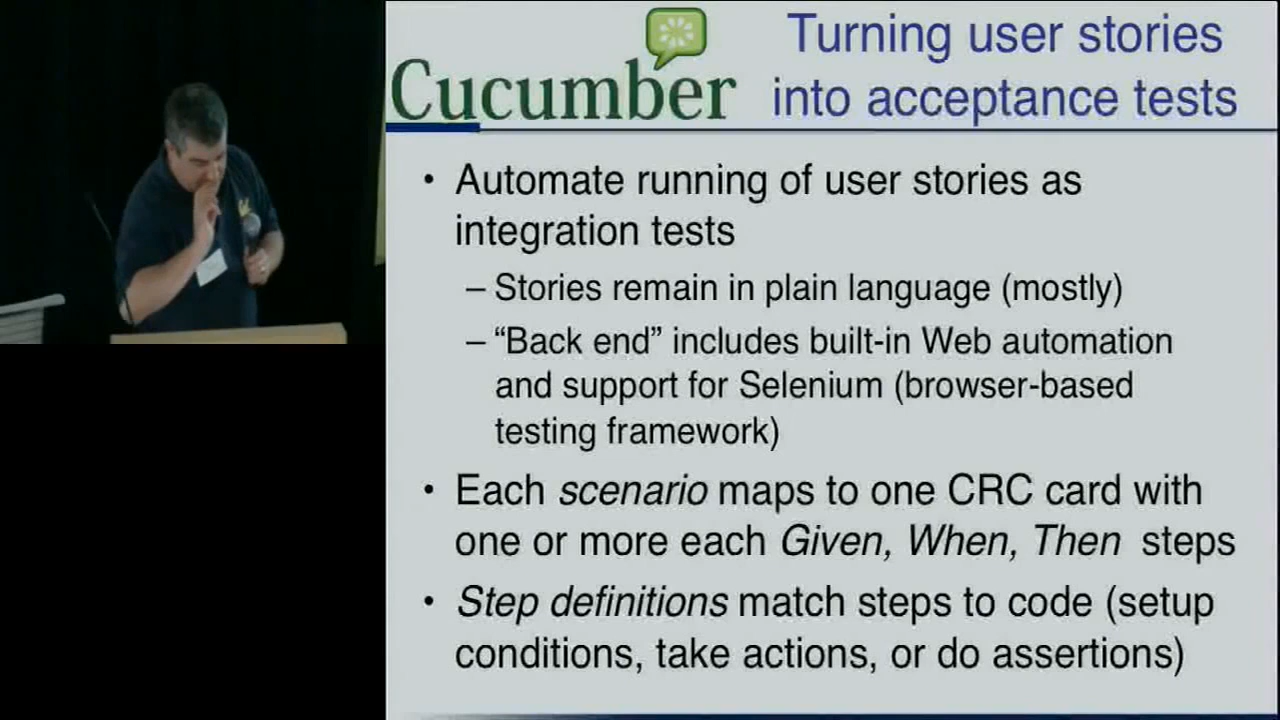 Cucumber
Turning user stories
into acceptance tests
• Automate running of user stories as
integration tests
– Stories remain in plain language (mostly)
– “Back end” includes built-in Web automation
and support for Selenium (browser-based
testing framework)
• Each scenario maps to one CRC card with
one or more each Given, When, Then steps
• Step definitions match steps to code (setup
conditions, take actions, or do assertions)